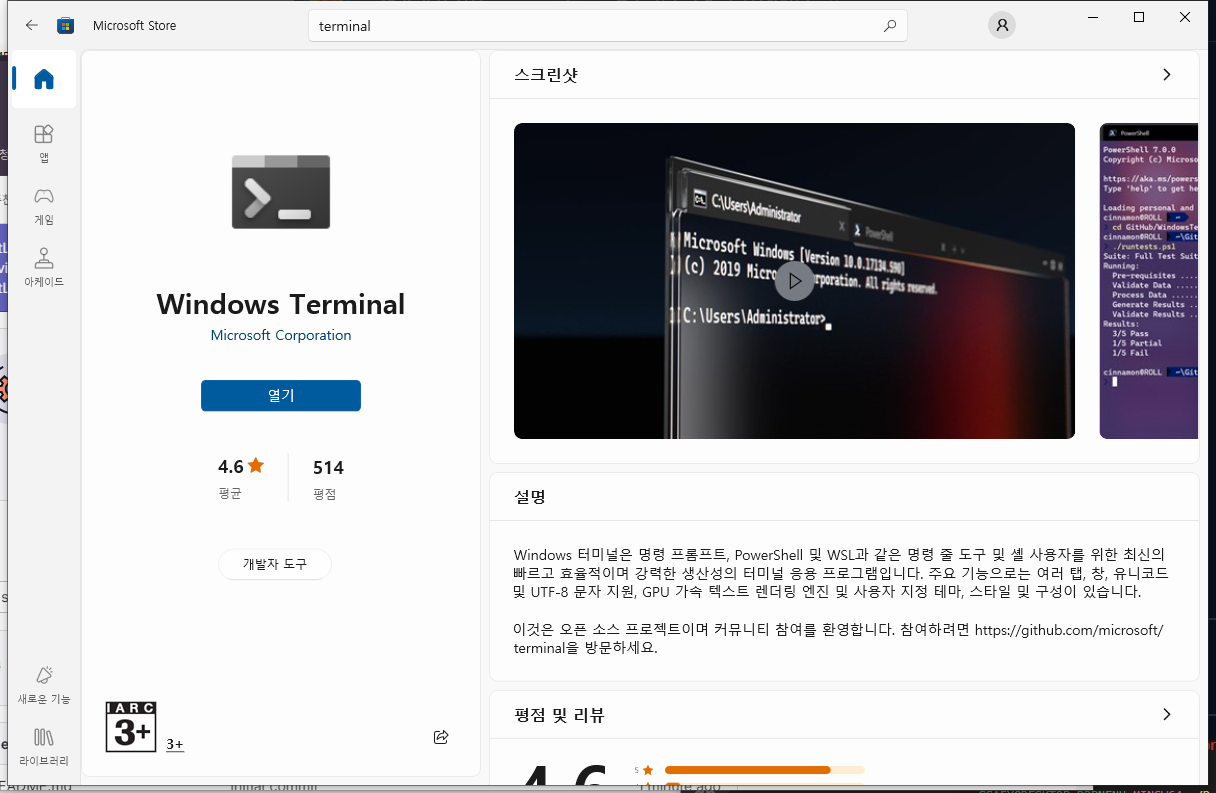 Microsoft Store
terminal
앱
게임
아케이드
새로운 기능
라이브러리
Windows Terminal
Microsoft Corporation
열기
4.6
평균
514
평점
개발자 도구
IARC
3+
3+
스크린샷
C:\Users\Administrator
PowerShell
Microsoft Windows [Version 10.0.17134.590]
(c) 2019 Micro rporation. All rights reserved.
C:\Users\Administrator>
PowerShell
PowerShell 7.0.0
Copyright (c) Microso
https://aka.ms/powers
Type 'help' to get he
Loading personal and
cinnamon@ROLL ~
cd GitHub/WindowsTe
cinnamon@ROLL ~\Git
./runtests.ps1
Suite: Full Test Suit
Running:
Pre-requisites ....
Validate Data .....
Process Data ......
Generate Results ..
Validate Results ..
Results:
3/5 Pass
1/5 Partial
1/5 Fail
cinnamon@ROLL ~\Git
설명
Windows 터미널은 명령 프롬프트, PowerShell 및 WSL과 같은 명령 줄 도구 및 셸 사용자를 위한 최신의
빠르고 효율적이며 강력한 생산성의 터미널 응용 프로그램입니다. 주요 기능으로는 여러 탭, 창, 유니코드
및 UTF-8 문자 지원, GPU 가속 텍스트 렌더링 엔진 및 사용자 지정 테마, 스타일 및 구성이 있습니다.
이것은 오픈 소스 프로젝트이며 커뮤니티 참여를 환영합니다. 참여하려면 https://github.com/microsoft/
terminal을 방문하세요.
평점 및 리뷰
4.6
5